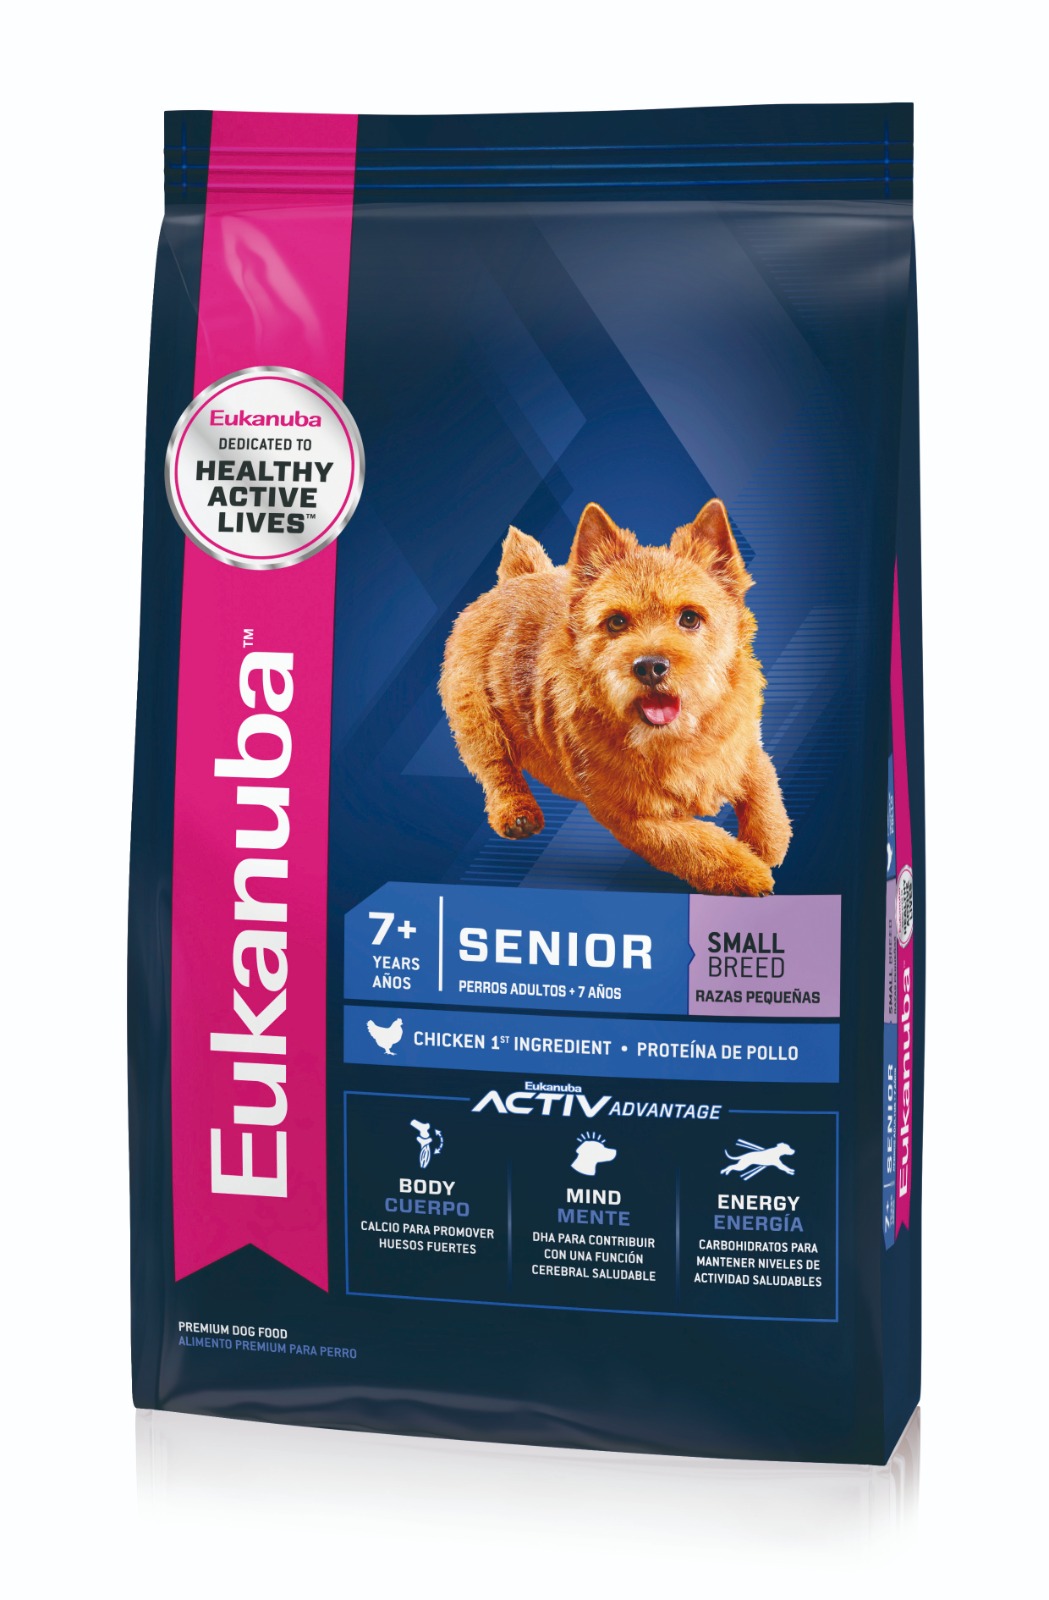 Eukanuba
DEDICATED TO
HEALTHY
ACTIVE
LIVES™
Eukanuba™
7+
YEARS
AÑOS
SENIOR
PERROS ADULTOS + 7 AÑOS
SMALL
BREED
RAZAS PEQUEÑAS
CHICKEN 1ST INGREDIENT • PROTEÍNA DE POLLO
Eukanuba
ACTIV ADVANTAGE
BODY
CUERPO
CALCIO PARA PROMOVER
HUESOS FUERTES
MIND
MENTE
DHA PARA CONTRIBUIR
CON UNA FUNCIÓN
CEREBRAL SALUDABLE
ENERGY
ENERGÍA
CARBOHIDRATOS PARA
MANTENER NIVELES DE
ACTIVIDAD SALUDABLES
PREMIUM DOG FOOD
ALIMENTO PREMIUM PARA PERRO
Eukanuba
7+
SENIOR
SMALL BREED